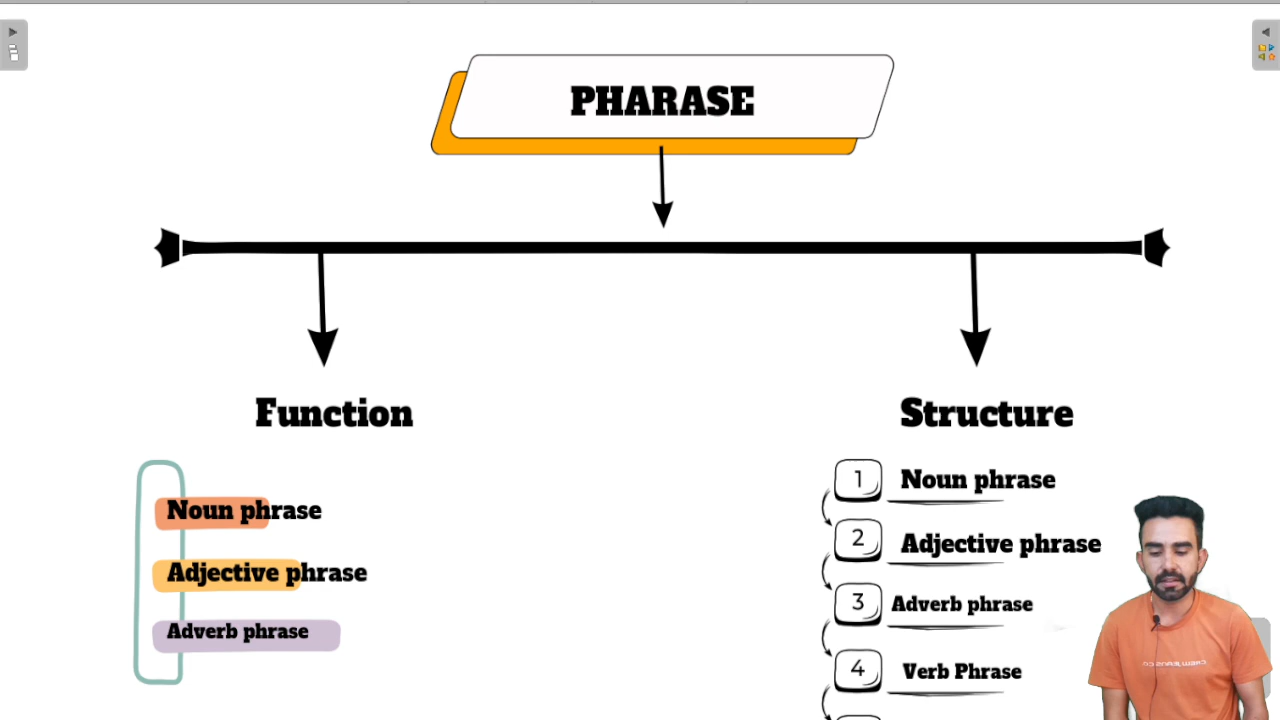 PHARASE
Function
Noun phrase
Adjective phrase
Adverb phrase
Structure
1 Noun phrase
2 Adjective phrase
3 Adverb phrase
4 Verb Phrase